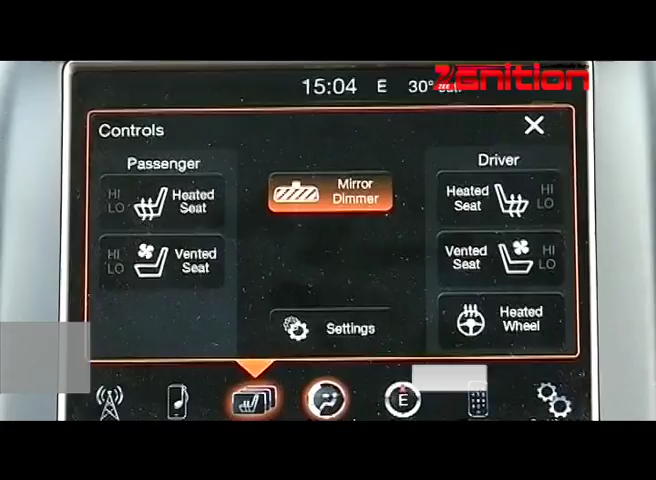 15:04 E 30°
Zenition
Controls
Passenger
Driver
HI
LO
Heated
Seat
Mirror
Dimmer
Heated
Seat
HI
LO
HI
LO
Vented
Seat
Vented
Seat
HI
LO
Settings
Heated
Wheel
E